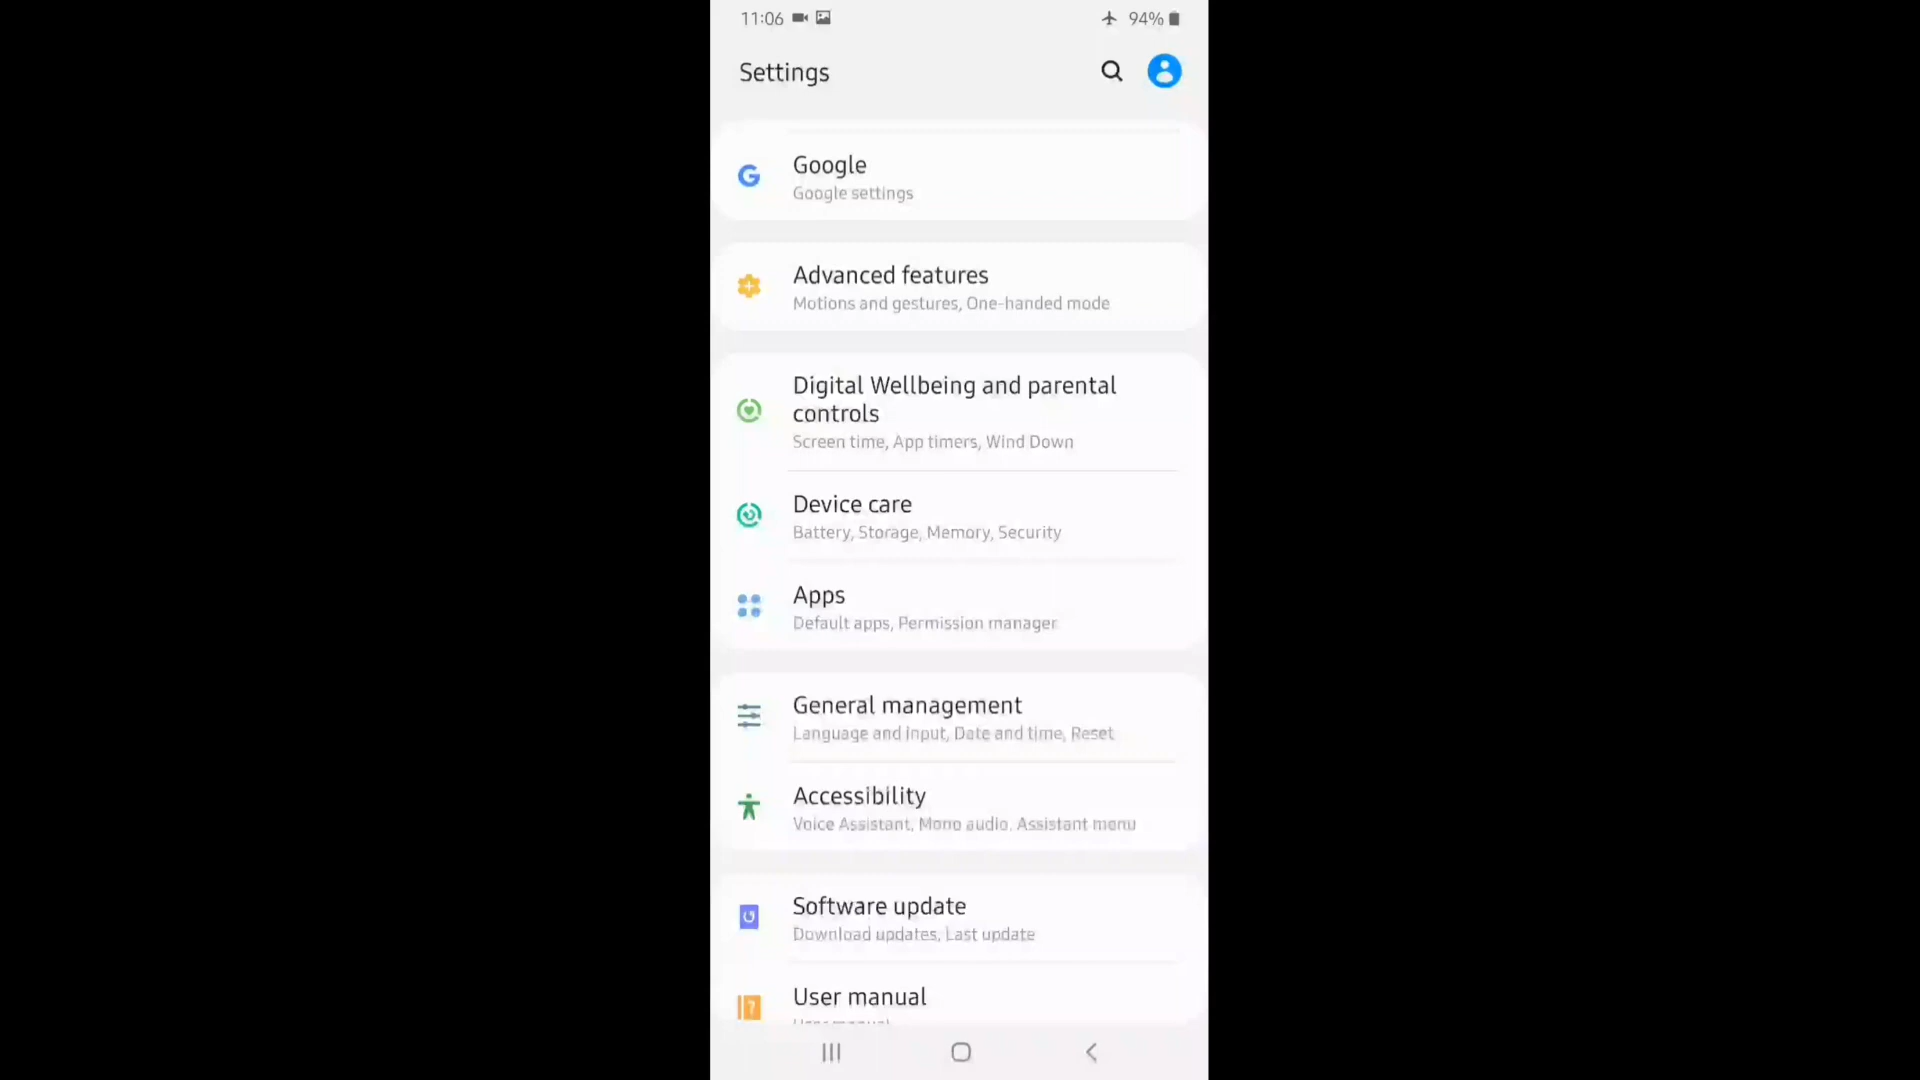 11:06
94%
Settings
Google
Google settings
Advanced features
Motions and gestures, One-handed mode
Digital Wellbeing and parental
controls
Screen time, App timers, Wind Down
Device care
Battery, Storage, Memory, Security
Apps
Default apps, Permission manager
General management
Language and input, Date and time, Reset
Accessibility
Voice Assistant, Mono audio, Assistant menu
Software update
Download updates, Last update
User manual
User manual